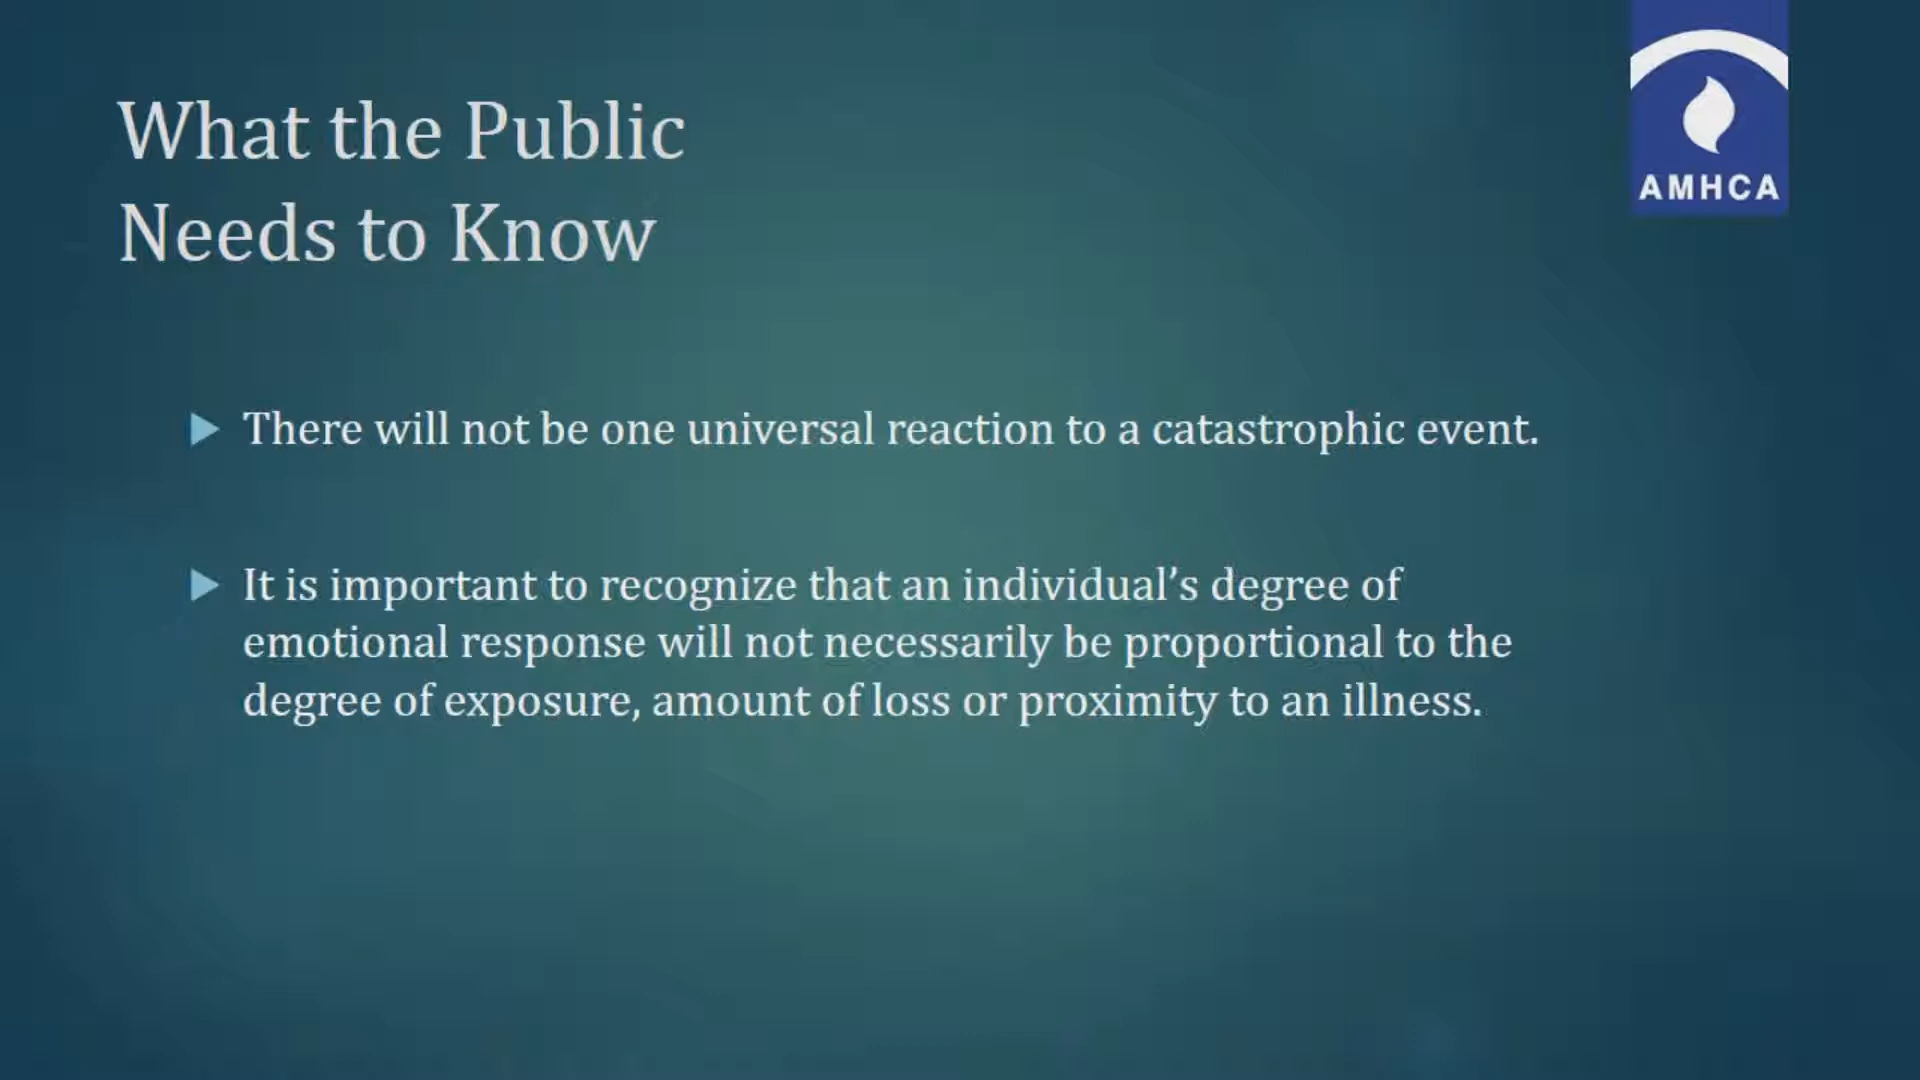 What the Public
Needs to Know
AMHCA
There will not be one universal reaction to a catastrophic event.
It is important to recognize that an individual’s degree of
emotional response will not necessarily be proportional to the
degree of exposure, amount of loss or proximity to an illness.